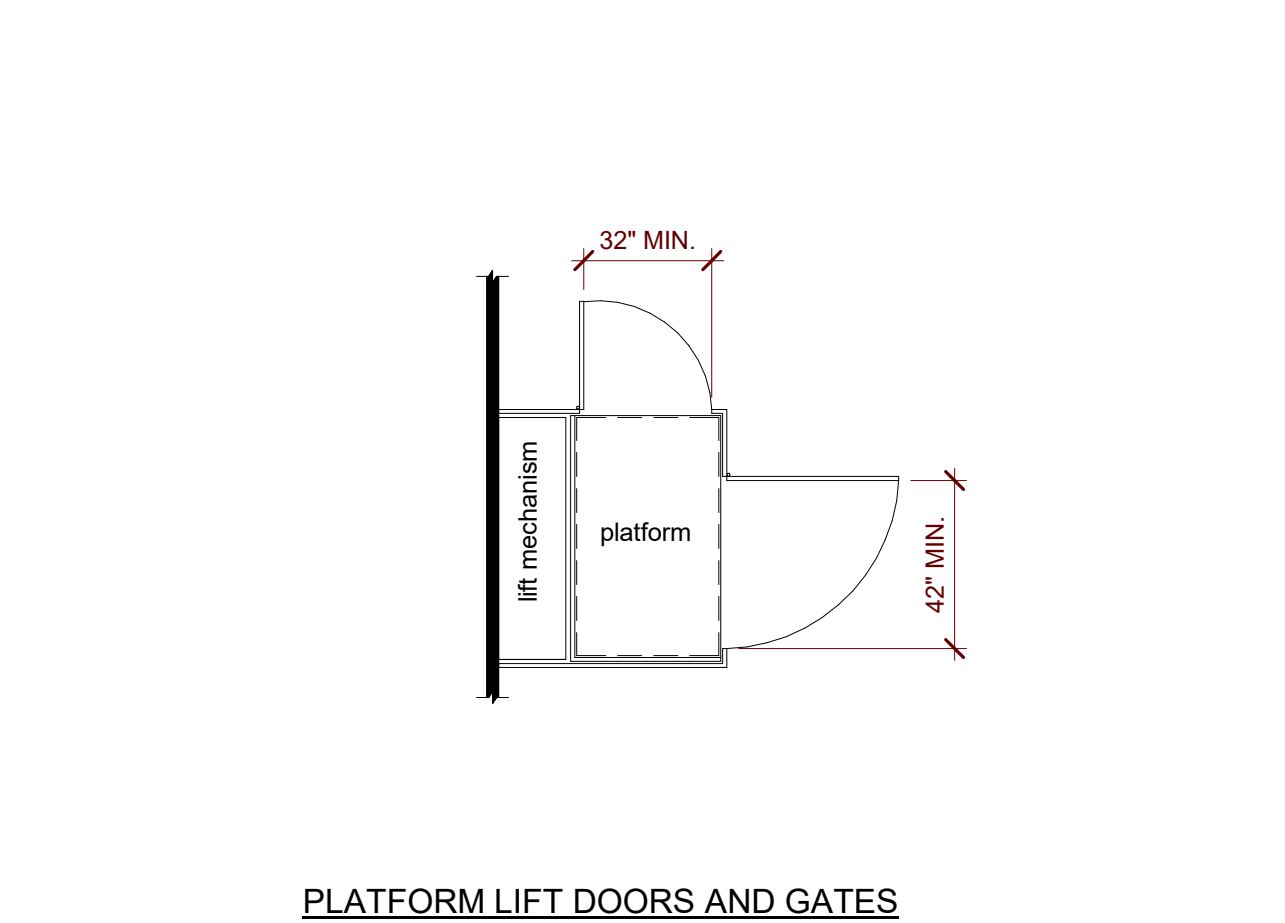 32" MIN.
lift mechanism
platform
42" MIN.
PLATFORM LIFT DOORS AND GATES